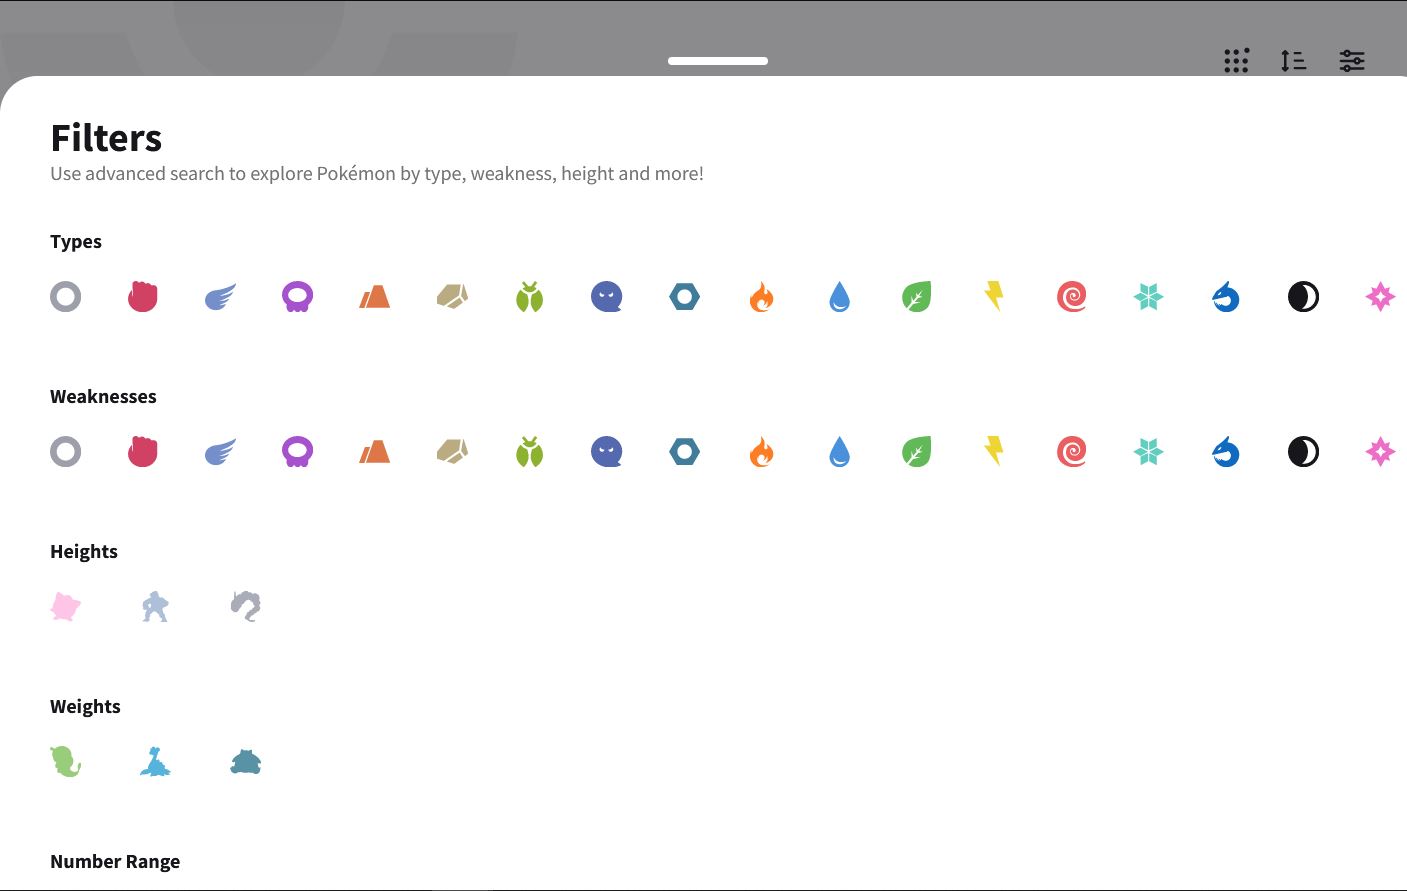 Filters
Use advanced search to explore Pokémon by type, weakness, height and more!
Types
Weaknesses
Heights
Weights
Number Range